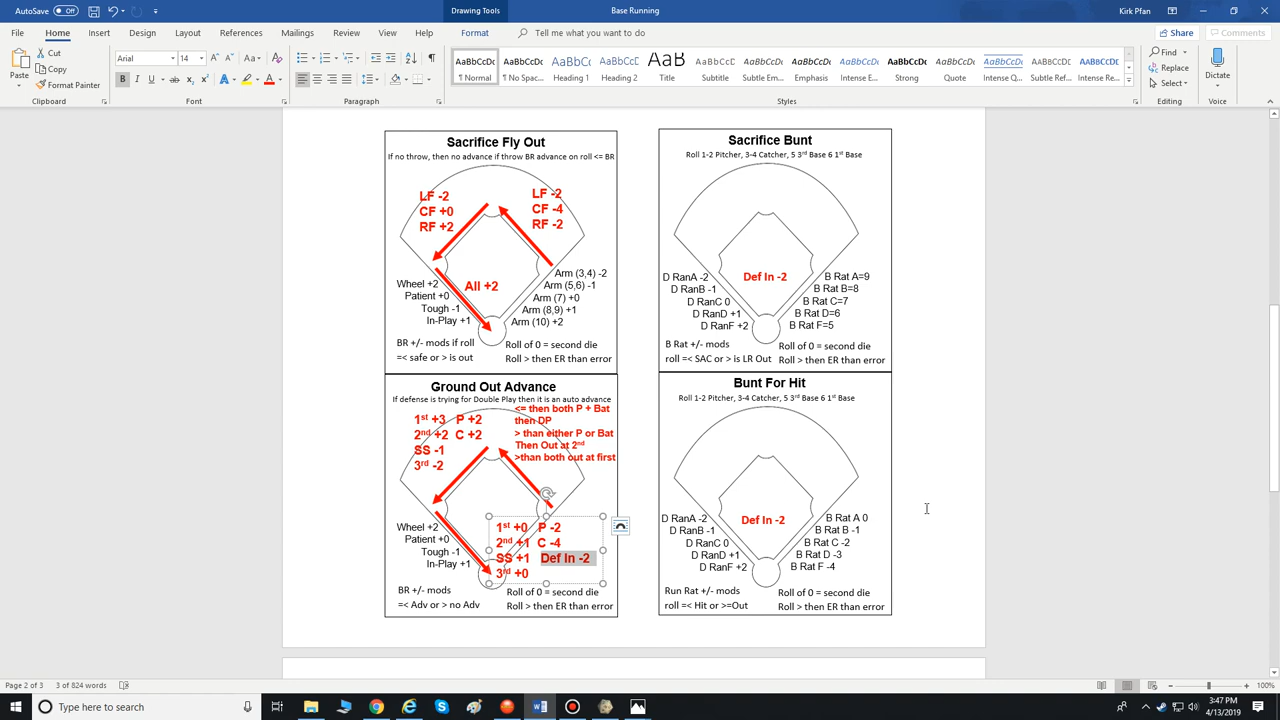 AutoSave Off
Drawing Tools
Base Running
Kirk Pfan
File Home Insert Design Layout References Mailings Review View Help Format Tell me what you want to do
Share Comments
Paste
Cut
Copy
Format Painter
Clipboard
Arial 14
Font
Paragraph
AaBbCcDc AaBbCcDc AaBbCc AaBbCcD AaB AaBbCcD AaBbCcDt AaBbCcDt AaBbCcDt AaBbCcDc AaBbCcDt AaBbCcDt AaBbCcDt AABBCCDC
¶ Normal ¶ No Spac... Heading 1 Heading 2 Title Subtitle Subtle Em... Emphasis Intense E... Strong Quote Intense Q... Subtle Ref... Intense Re...
Styles
Find
Replace
Select
Editing
Dictate
Voice
Sacrifice Fly Out
If no throw, then no advance if throw BR advance on roll <= BR
LF -2
CF +0
RF +2
LF -2
CF -4
RF -2
All +2
Wheel +2
Patient +0
Tough -1
In-Play +1
Arm (3,4) -2
Arm (5,6) -1
Arm (7) +0
Arm (8,9) +1
Arm (10) +2
BR +/- mods if roll
=< safe or > is out
Roll of 0 = second die
Roll > then ER than error
Sacrifice Bunt
Roll 1-2 Pitcher, 3-4 Catcher, 5 3rd Base 6 1st Base
Def In -2
D RanA -2
D RanB -1
D RanC 0
D RanD +1
D RanF +2
B Rat A=9
B Rat B=8
B Rat C=7
B Rat D=6
B Rat F=5
B Rat +/- mods
roll =< SAC or > is LR Out
Roll of 0 = second die
Roll > then ER than error
Ground Out Advance
If defense is trying for Double Play then it is an auto advance
1st +3 P +2
2nd +2 C +2
SS -1
3rd -2
<= then both P + Bat
then DP
> than either P or Bat
Then Out at 2nd
>than both out at first
Wheel +2
Patient +0
Tough -1
In-Play +1
1st +0 P -2
2nd +1 C -4
SS +1 Def In -2
3rd +0
BR +/- mods
=< Adv or > no Adv
Roll of 0 = second die
Roll > then ER than error
Bunt For Hit
Roll 1-2 Pitcher, 3-4 Catcher, 5 3rd Base 6 1st Base
Def In -2
D RanA -2
D RanB -1
D RanC 0
D RanD +1
D RanF +2
B Rat A 0
B Rat B -1
B Rat C -2
B Rat D -3
B Rat F -4
Run Rat +/- mods
roll =< Hit or >=Out
Roll of 0 = second die
Roll > then ER than error
Page 2 of 3 3 of 824 words
100%
Type here to search
3:47 PM
4/13/2019